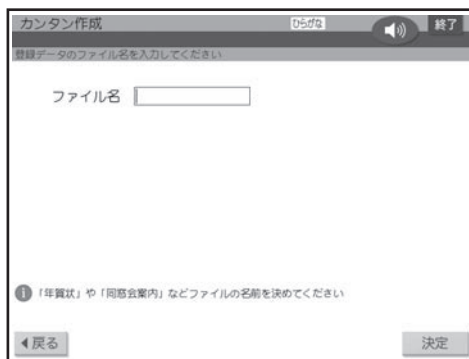 カンタン作成 ひらがな 終了
登録データのファイル名を入力してください
ファイル名
「年賀状」や「同窓会案内」などファイルの名前を決めてください
戻る 決定